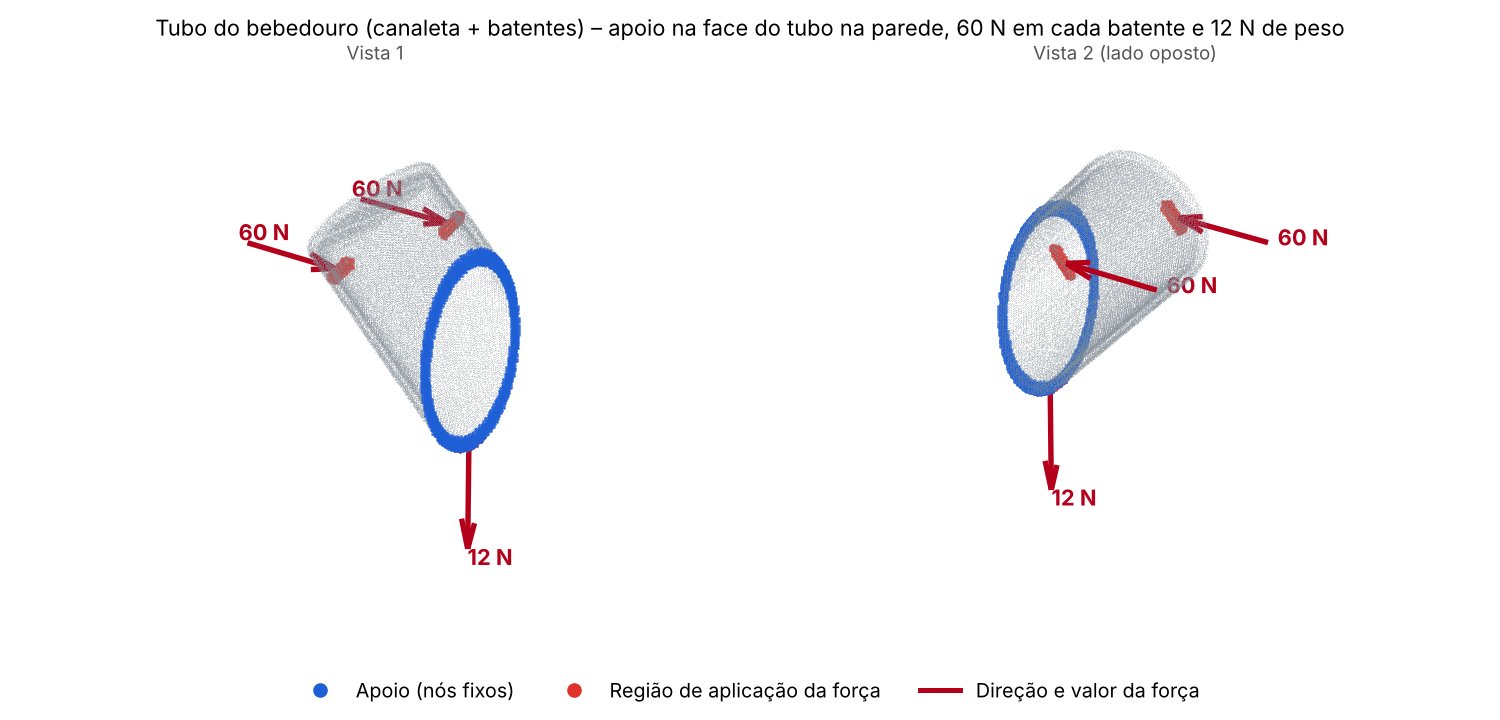 Tubo do bebedouro (canaleta + batentes) – apoio na face do tubo na parede, 60 N em cada batente e 12 N de peso
Vista 1
Vista 2 (lado oposto)
60 N
60 N
12 N
60 N
60 N
12 N
Apoio (nós fixos)
Região de aplicação da força
Direção e valor da força